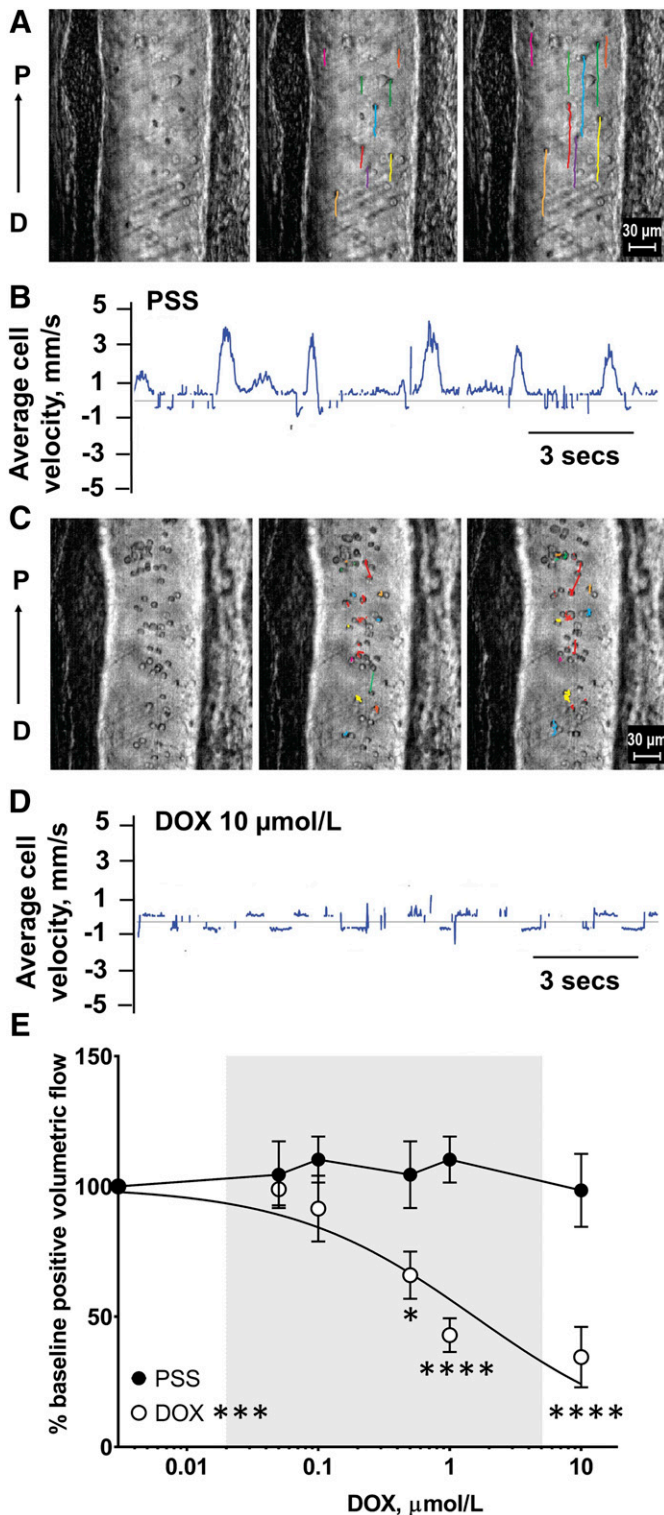 A
P
D
30 µm
B
PSS
Average cell
velocity, mm/s
5
3
1
-1
-3
-5
3 secs
C
P
D
30 µm
D
DOX 10 µmol/L
Average cell
velocity, mm/s
5
3
1
-1
-3
-5
3 secs
E
% baseline positive volumetric flow
150
100
50
0
*
****
****
PSS
DOX ***
0.01 0.1 1 10
DOX, µmol/L